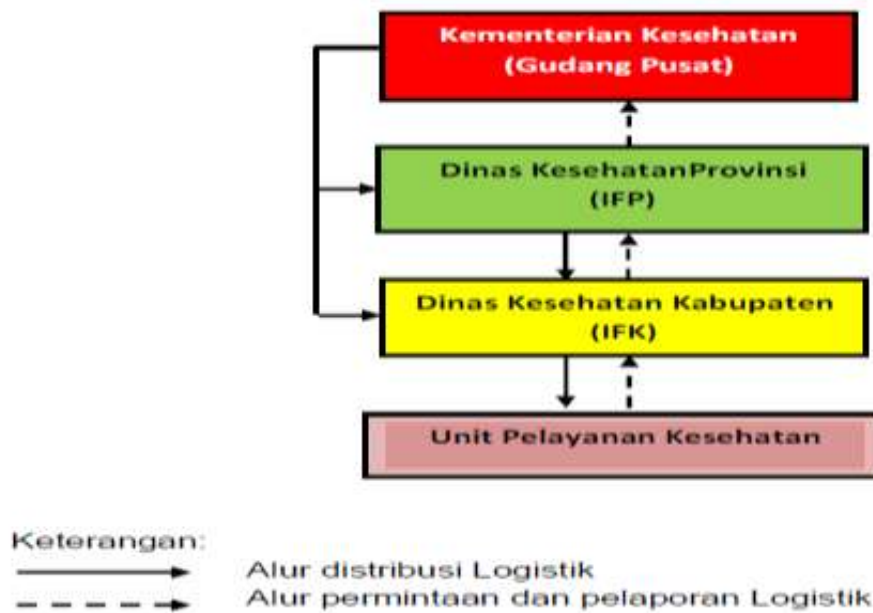 Kementerian Kesehatan
(Gudang Pusat)
Dinas KesehatanProvinsi
(IFP)
Dinas Kesehatan Kabupaten
(IFK)
Unit Pelayanan Kesehatan
Keterangan:
Alur distribusi Logistik
Alur permintaan dan pelaporan Logistik